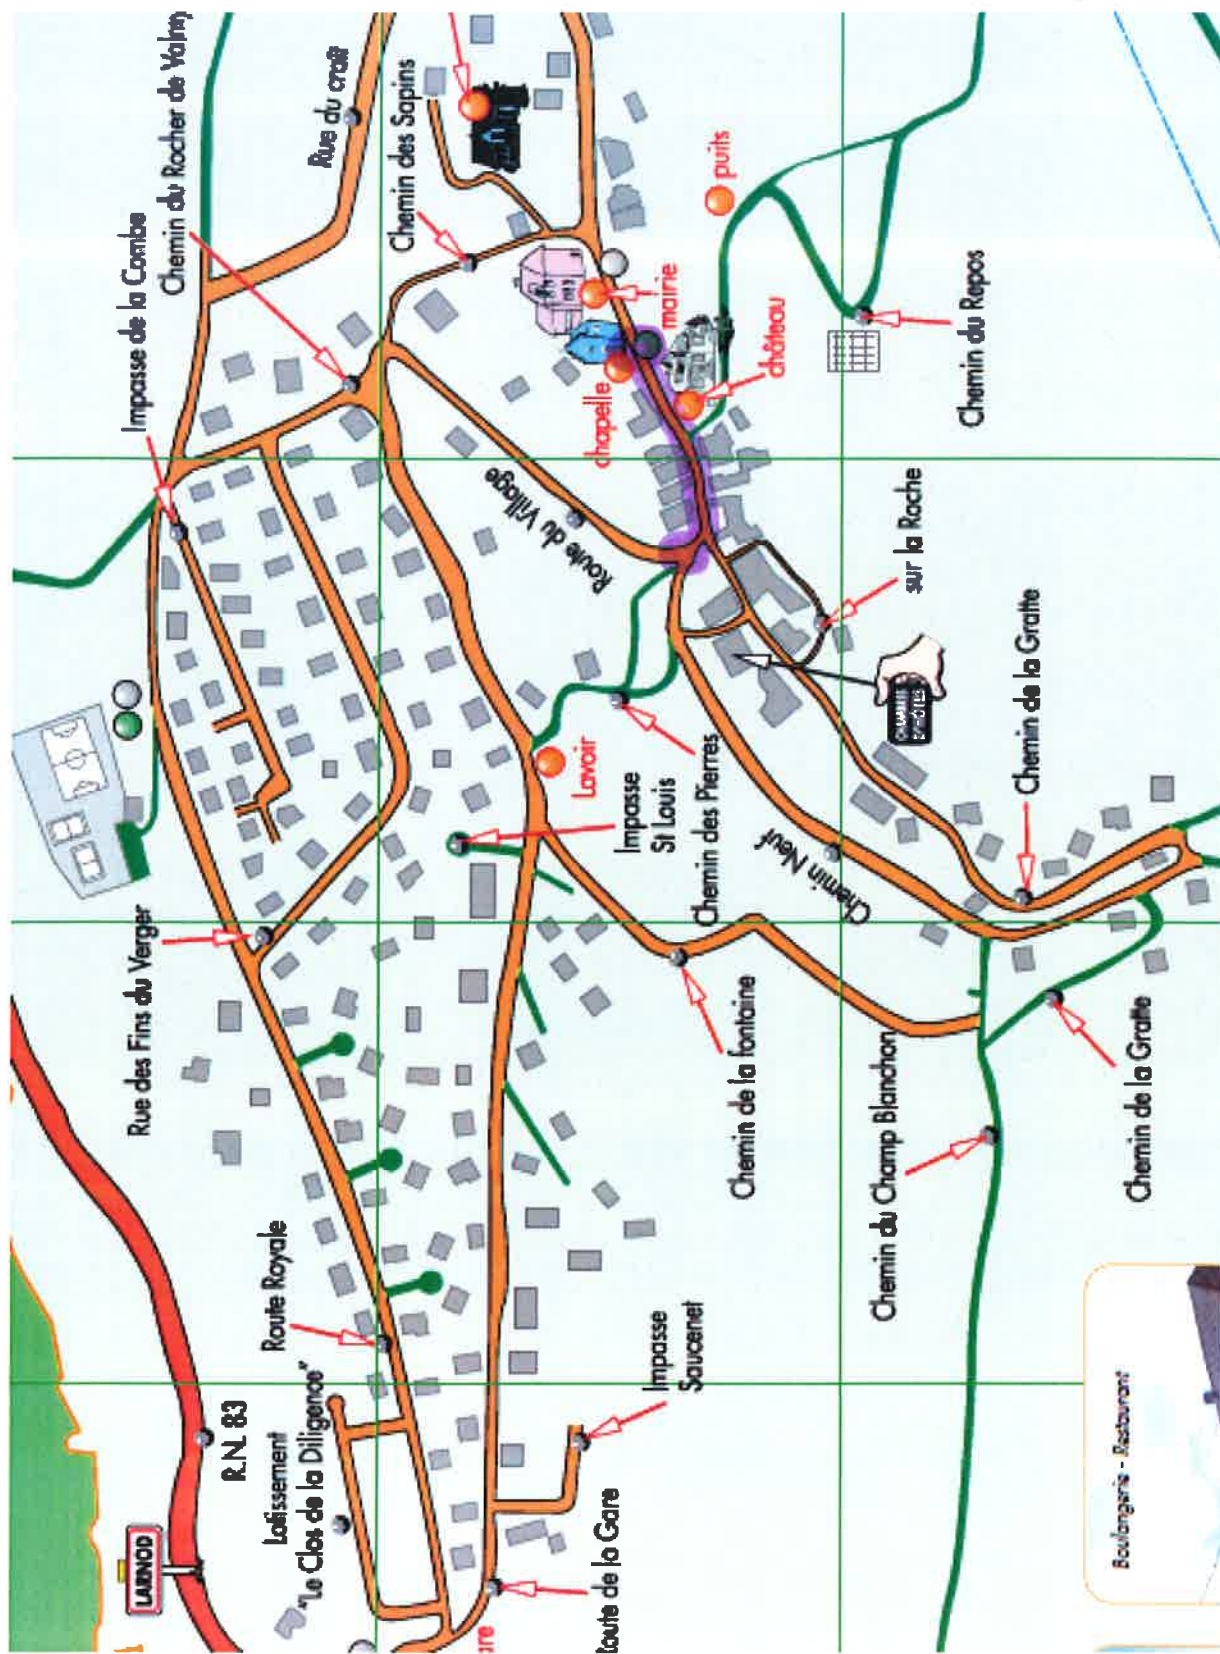 Rue du craît
Chemin du Rocher de Valmy
Impasse de la Combe
Chemin des Sapins
puits
mairie
château
chapelle
Chemin du Repos
Route du Village
sur la Roche
Chemin de la Gratte
Lavoir
Impasse
St Louis
Chemin des Pierres
Chemin Neuf
Rue des Fins du Verger
Chemin de la fontaine
Chemin du Champ Blanchon
Chemin de la Gratte
Route Royale
Impasse
Saucenet
R.N. 83
Lotissement
"Le Clos de la Diligence"
LARNOD
Route de la Gare
Boulangerie - Restaurant